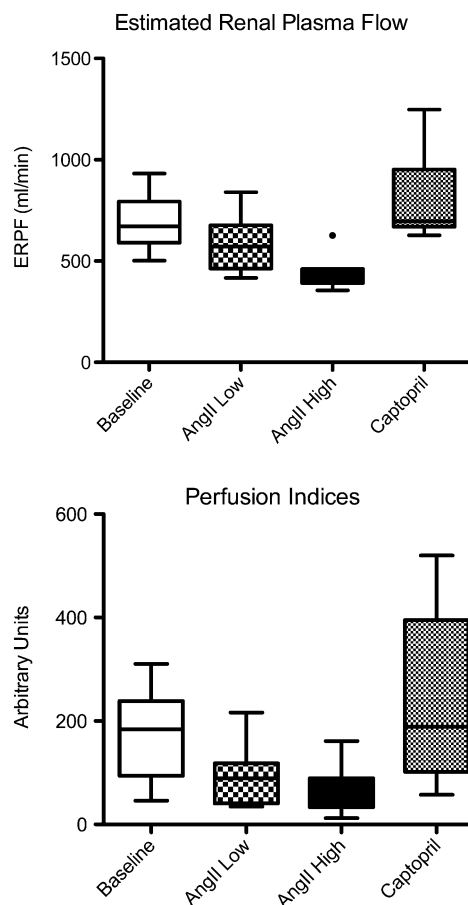 Estimated Renal Plasma Flow
1500
1000
500
0
ERPF (ml/min)
Baseline
AngII Low
AngII High
Captopril
Perfusion Indices
600
400
200
0
Arbitrary Units
Baseline
AngII Low
AngII High
Captopril